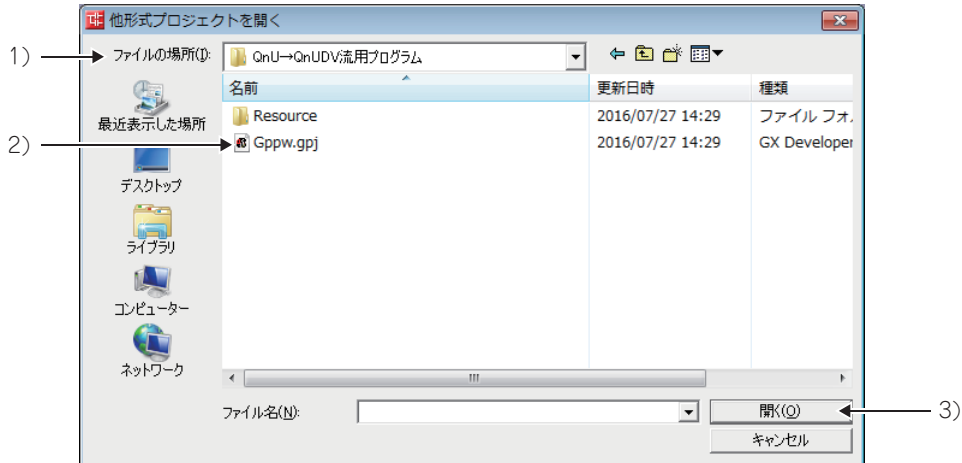 他形式プロジェクトを開く
1) ファイルの場所(I): QnU→QnUDV流用プログラム
名前 更新日時 種類
Resource 2016/07/27 14:29 ファイル フォ.
2) Gppw.gpj 2016/07/27 14:29 GX Developer
最近表示した場所
デスクトップ
ライブラリ
コンピューター
ネットワーク
ファイル名(N): 開く(O) 3)
キャンセル